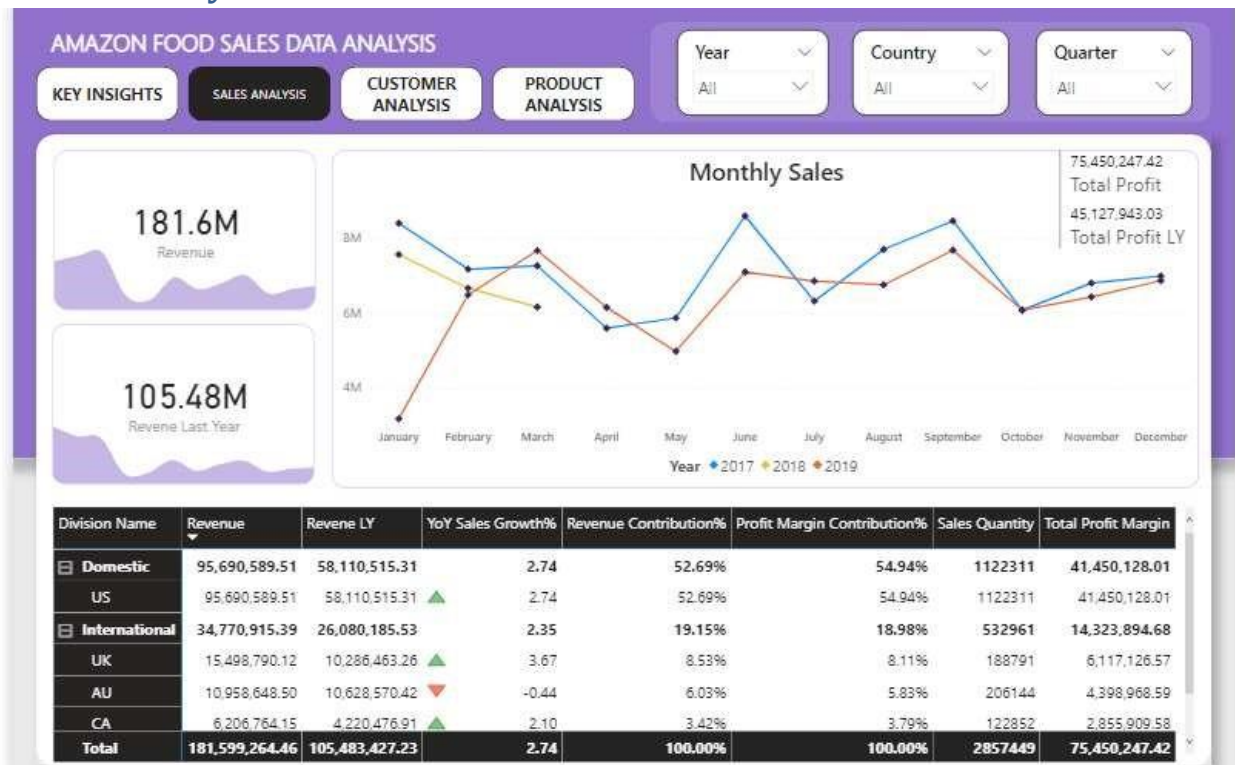 AMAZON FOOD SALES DATA ANALYSIS
KEY INSIGHTS
SALES ANALYSIS
CUSTOMER
ANALYSIS
PRODUCT
ANALYSIS
Year
All
Country
All
Quarter
All
181.6M
Revenue
105.48M
Revene Last Year
Monthly Sales
75,450,247.42
Total Profit
45,127,943.03
Total Profit LY
8M
6M
4M
January February March April May June July August September October November December
Year 2017 2018 2019
Division Name Revenue Revene LY YoY Sales Growth% Revenue Contribution% Profit Margin Contribution% Sales Quantity Total Profit Margin
Domestic 95,690,589.51 58,110,515.31 2.74 52.69% 54.94% 1122311 41,450,128.01
US 95,690,589.51 58,110,515.31 2.74 52.69% 54.94% 1122311 41,450,128.01
International 34,770,915.39 26,080,185.53 2.35 19.15% 18.98% 532961 14,323,894.68
UK 15,498,790.12 10,286,463.26 3.67 8.53% 8.11% 188791 6,117,126.57
AU 10,958,648.50 10,628,570.42 -0.44 6.03% 5.83% 206144 4,398,968.59
CA 6,206,764.15 4,220,476.91 2.10 3.42% 3.79% 122852 2,855,909.58
Total 181,599,264.46 105,483,427.23 2.74 100.00% 100.00% 2857449 75,450,247.42